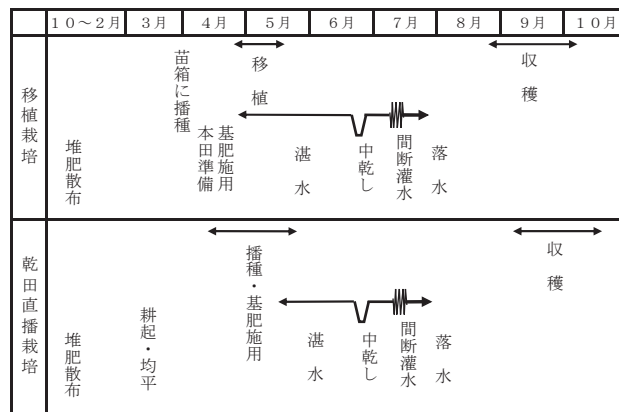 10~2月 3月 4月 5月 6月 7月 8月 9月 10月
移植栽培
堆肥散布
苗箱に播種
本田準備
基肥施用
移植
湛水
中乾し
間断灌水
落水
収穫
乾田直播栽培
堆肥散布
耕起・均平
播種・基肥施用
湛水
中乾し
間断灌水
落水
収穫